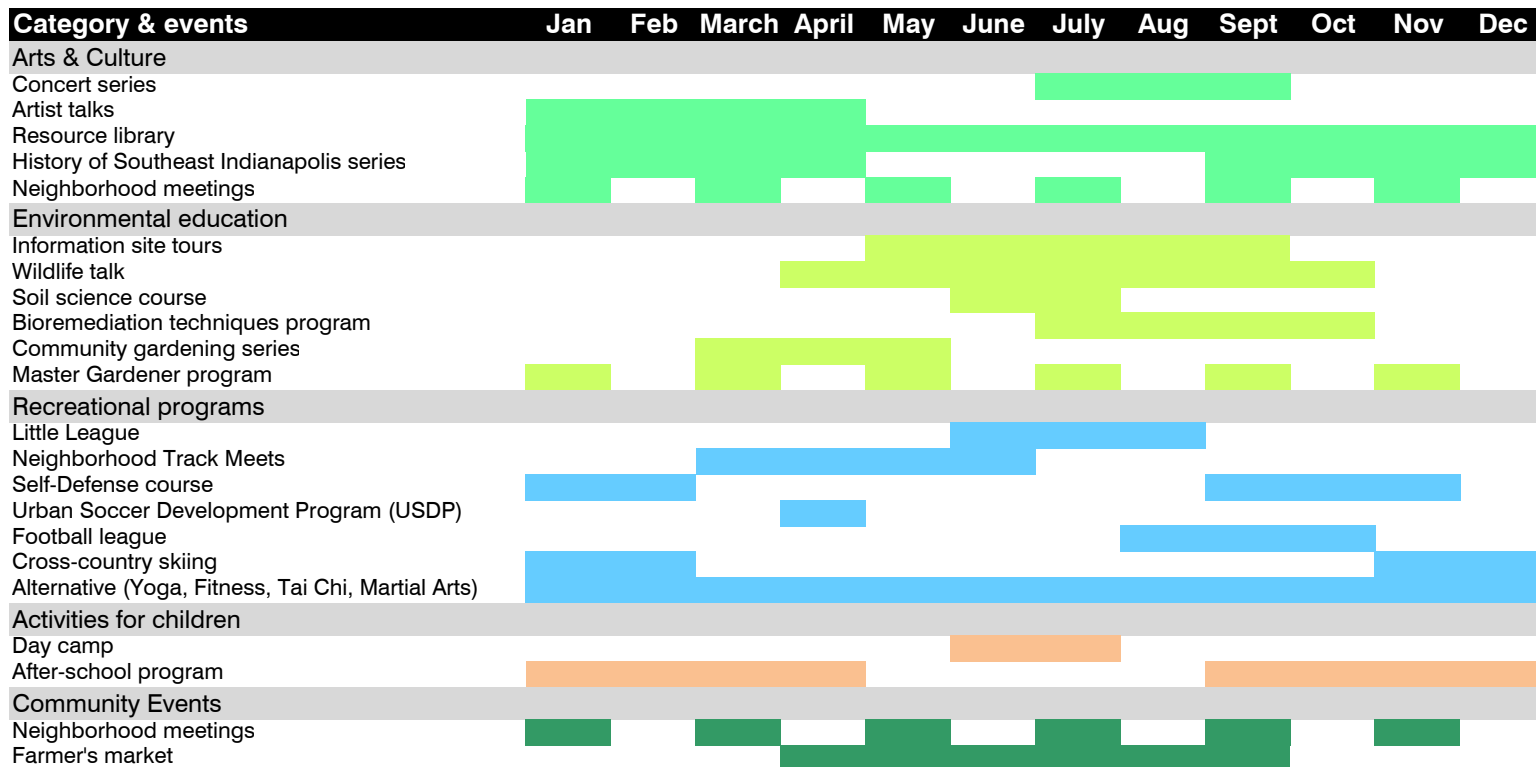 Category & events Jan Feb March April May June July Aug Sept Oct Nov Dec
Arts & Culture
Concert series
Artist talks
Resource library
History of Southeast Indianapolis series
Neighborhood meetings
Environmental education
Information site tours
Wildlife talk
Soil science course
Bioremediation techniques program
Community gardening series
Master Gardener program
Recreational programs
Little League
Neighborhood Track Meets
Self-Defense course
Urban Soccer Development Program (USDP)
Football league
Cross-country skiing
Alternative (Yoga, Fitness, Tai Chi, Martial Arts)
Activities for children
Day camp
After-school program
Community Events
Neighborhood meetings
Farmer's market